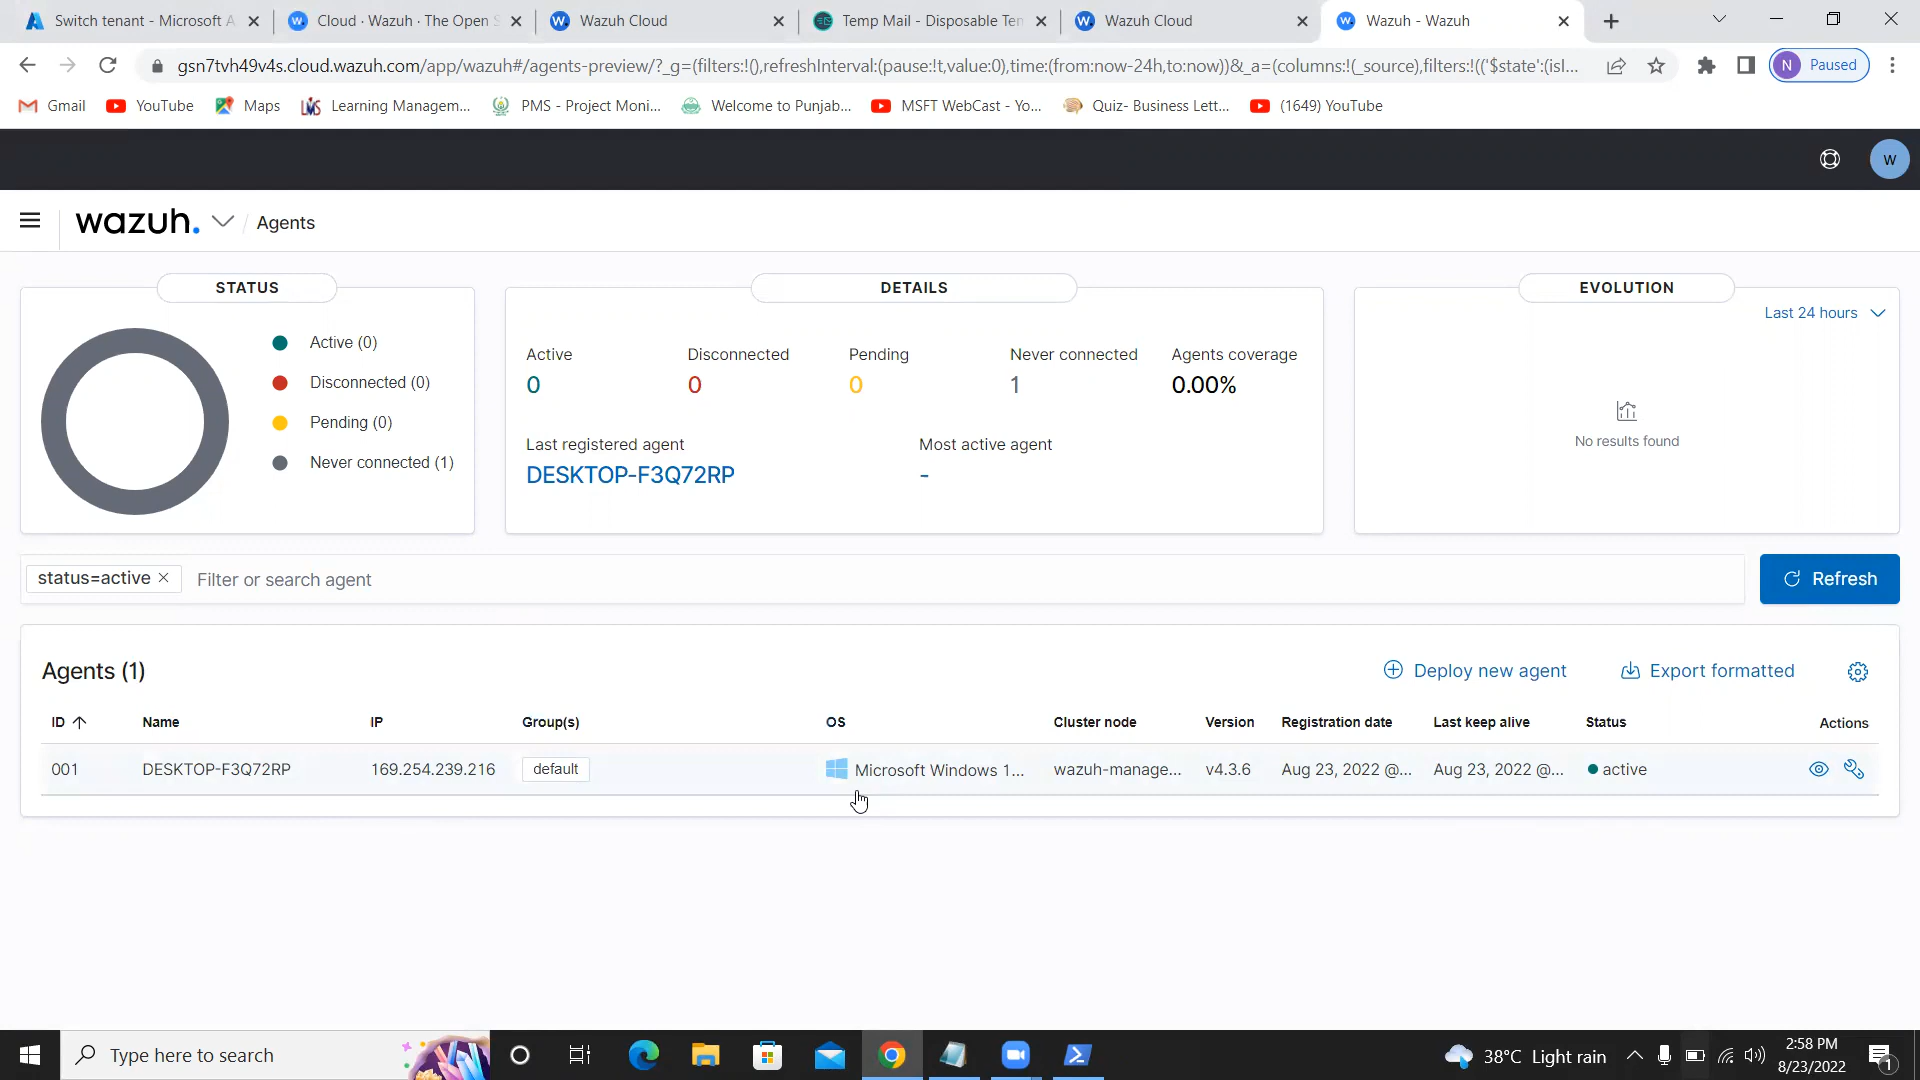 Switch tenant - Microsoft A
Cloud · Wazuh · The Open S
Wazuh Cloud
Temp Mail - Disposable Ten
Wazuh Cloud
Wazuh - Wazuh
gsn7tvh49v4s.cloud.wazuh.com/app/wazuh#/agents-preview/?_g=(filters:!(),refreshInterval:(pause:!t,value:0),time:(from:now-24h,to:now))&_a=(columns:!(_source),filters:!(('$state':(isI...
N Paused
Gmail
YouTube
Maps
Learning Managem...
PMS - Project Moni...
Welcome to Punjab...
MSFT WebCast - Yo...
Quiz- Business Lett...
(1649) YouTube
W
wazuh. / Agents
STATUS
Active (0)
Disconnected (0)
Pending (0)
Never connected (1)
DETAILS
Active Disconnected Pending Never connected Agents coverage
0 0 0 1 0.00%
Last registered agent Most active agent
DESKTOP-F3Q72RP -
EVOLUTION
Last 24 hours
No results found
status=active × Filter or search agent
Refresh
Agents (1)
Deploy new agent
Export formatted
ID Name IP Group(s) OS Cluster node Version Registration date Last keep alive Status Actions
001 DESKTOP-F3Q72RP 169.254.239.216 default Microsoft Windows 1... wazuh-manage... v4.3.6 Aug 23, 2022 @... Aug 23, 2022 @... active
Type here to search
38°C Light rain
2:58 PM
8/23/2022
1